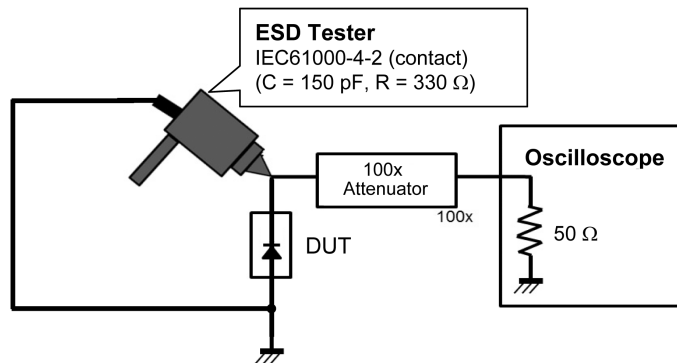 ESD Tester
IEC61000-4-2 (contact)
(C = 150 pF, R = 330 Ω)
100x
Attenuator
100x
Oscilloscope
50 Ω
DUT